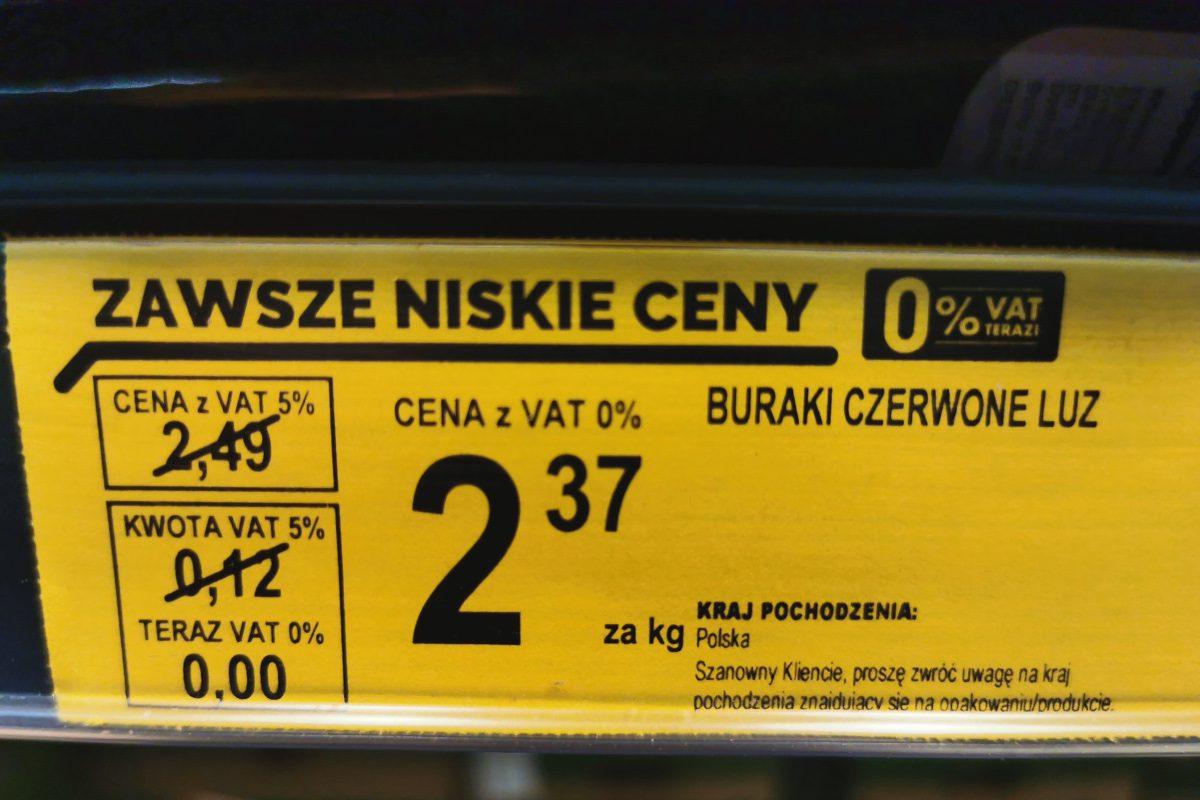 ZAWSZE NISKIE CENY
0% VAT
TERAZ!
CENA z VAT 5%
2,49
KWOTA VAT 5%
0,12
TERAZ VAT 0%
0,00
CENA z VAT 0%
2 37
za kg
BURAKI CZERWONE LUZ
KRAJ POCHODZENIA:
Polska
Szanowny Kliencie, proszę zwróć uwagę na kraj
pochodzenia znajdujący się na opakowaniu/produkcie.